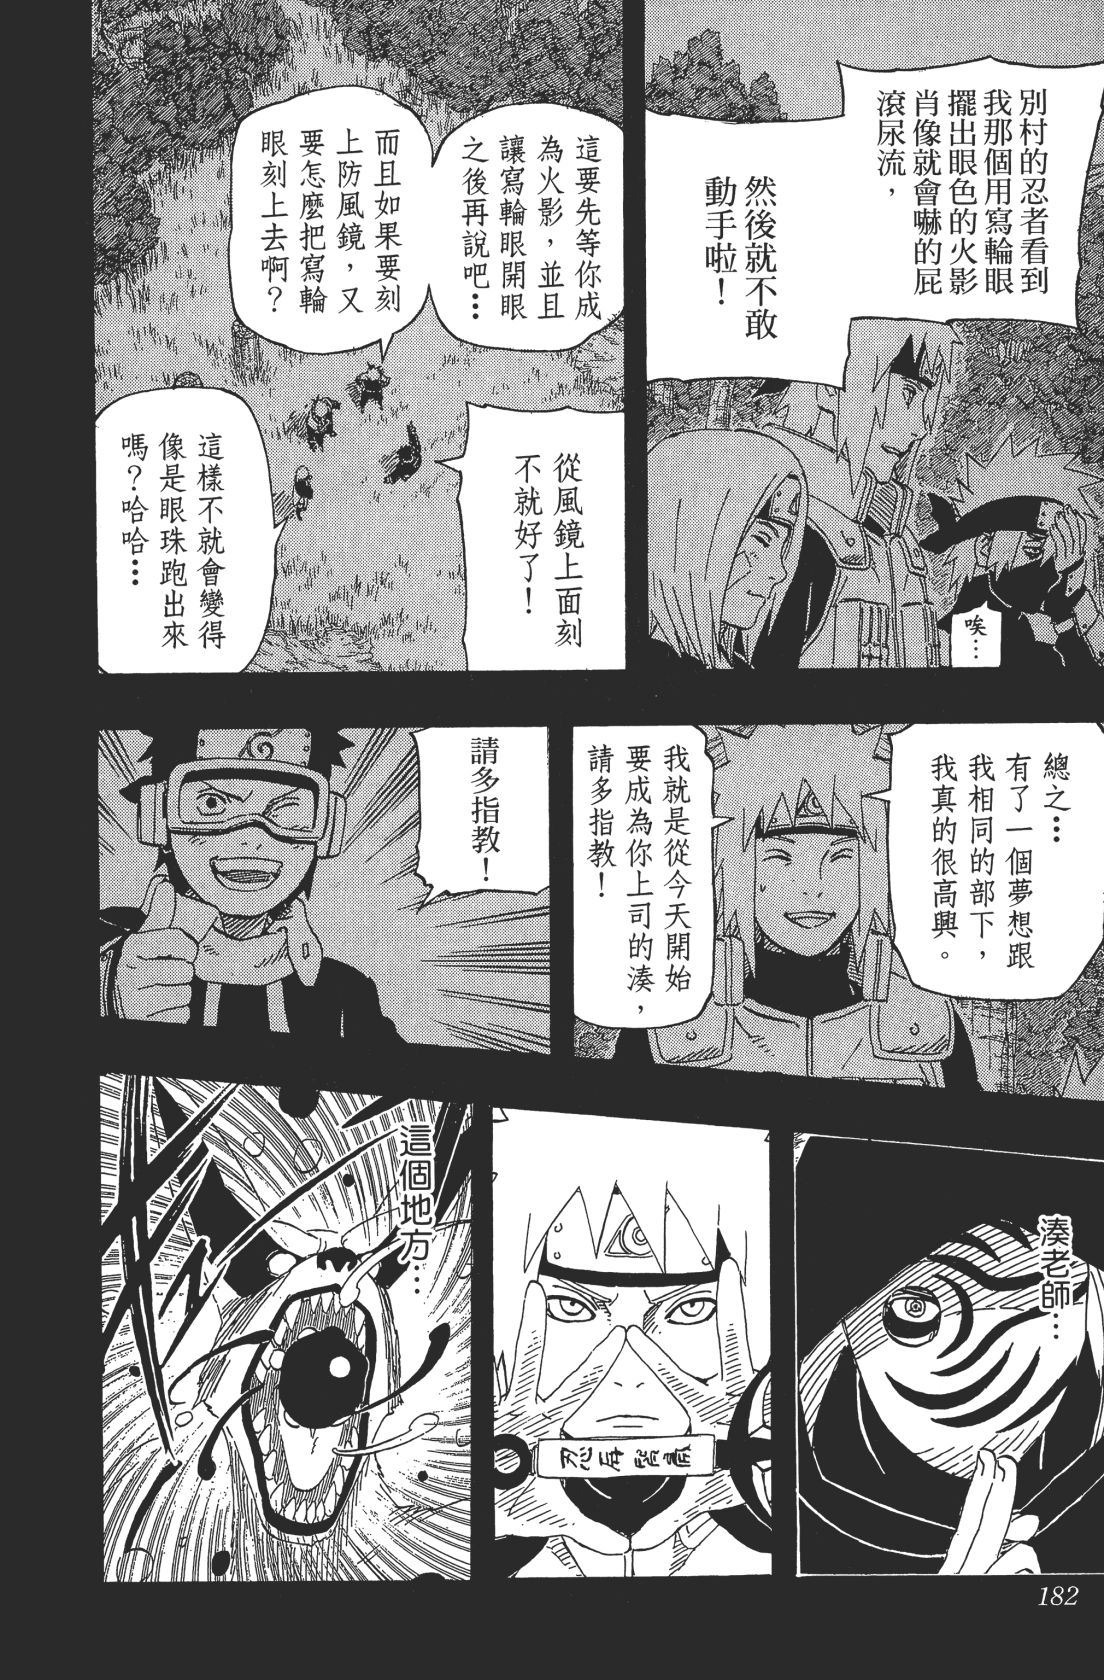 別村的忍者看到
我那個用寫輪眼
擺出眼色的火影
肖像就會嚇的屁
滾尿流，
然後就不敢
動手啦！
唉…
這要先等你成
為火影，並且
讓寫輪眼開眼
之後再說吧…
而且如果要刻
上防風鏡，又
要怎麼把寫輪
眼刻上去啊？
從風鏡上面刻
不就好了！
這樣不就會變得
像是眼珠跑出來
嗎？哈哈…
總之…
有了一個夢想跟
我相同的部下，
我真的很高興。
我就是從今天開始
要成為你上司的湊，
請多指教！
請多指教！
湊老師…
這個地方…
182